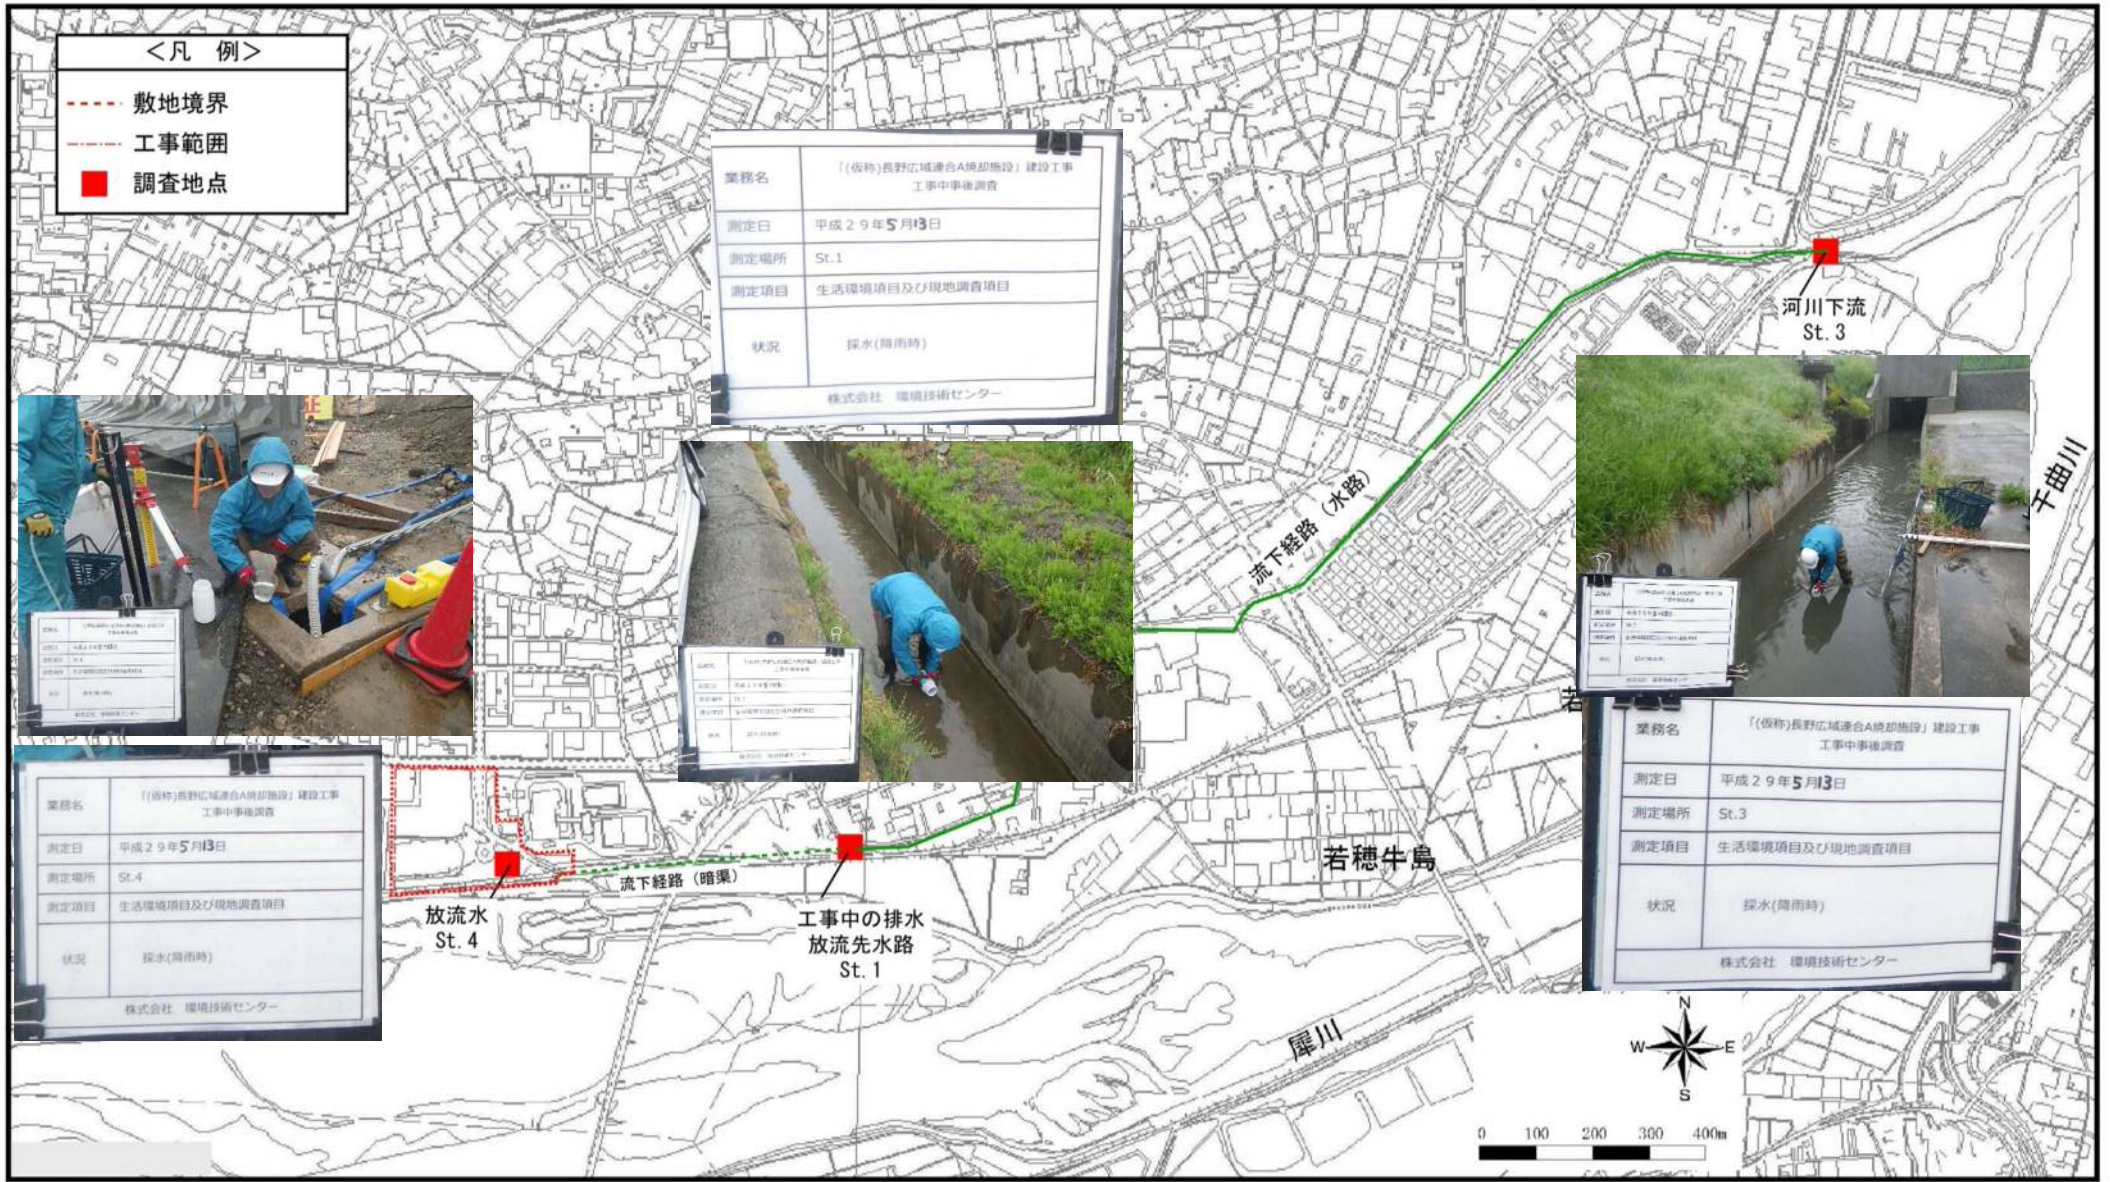 ＜凡 例＞
敷地境界
工事範囲
調査地点
業務名 「(仮称)長野広域連合A焼却施設」建設工事
工事中事後調査
測定日 平成２９年5月13日
測定場所 St.1
測定項目 生活環境項目及び現地調査項目
状況 採水(降雨時)
株式会社 環境技術センター
河川下流
St.3
千曲川
流下経路（水路）
業務名 「(仮称)長野広域連合A焼却施設」建設工事
工事中事後調査
測定日 平成２９年5月13日
測定場所 St.3
測定項目 生活環境項目及び現地調査項目
状況 採水(降雨時)
株式会社 環境技術センター
業務名 「(仮称)長野広域連合A焼却施設」建設工事
工事中事後調査
測定日 平成２９年5月13日
測定場所 St.4
測定項目 生活環境項目及び現地調査項目
状況 採水(降雨時)
株式会社 環境技術センター
流下経路（暗渠）
放流水
St.4
工事中の排水
放流先水路
St.1
若穂牛島
犀川
N
W E
S
0 100 200 300 400m